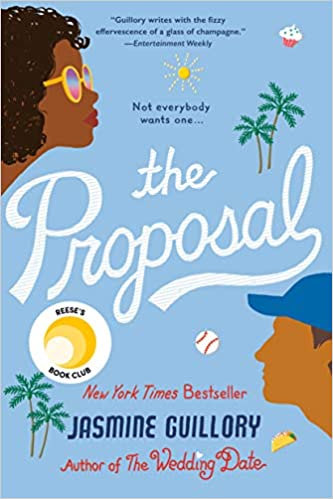 "Guillory writes with the fizzy
effervescence of a glass of champagne."
—Entertainment Weekly
Not everybody
wants one...
the
Proposal
REESE'S
BOOK CLUB
New York Times Bestseller
JASMINE GUILLORY
Author of The Wedding Date